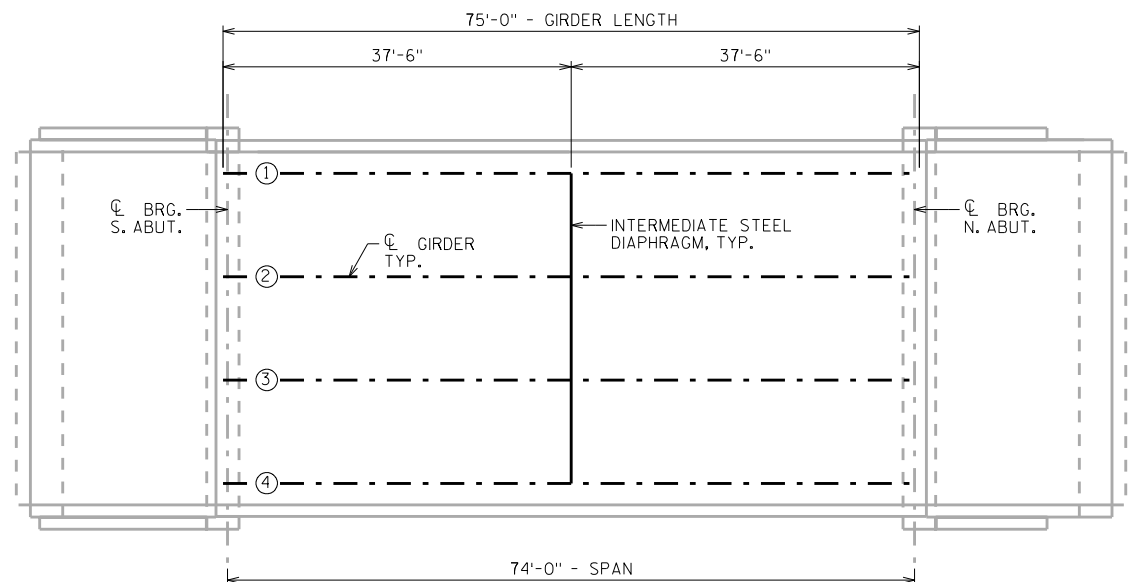 75'-0" - GIRDER LENGTH
37'-6"
37'-6"
1
℄ BRG.
S. ABUT.
INTERMEDIATE STEEL
DIAPHRAGM, TYP.
℄ BRG.
N. ABUT.
℄ GIRDER
TYP.
2
3
4
74'-0" - SPAN